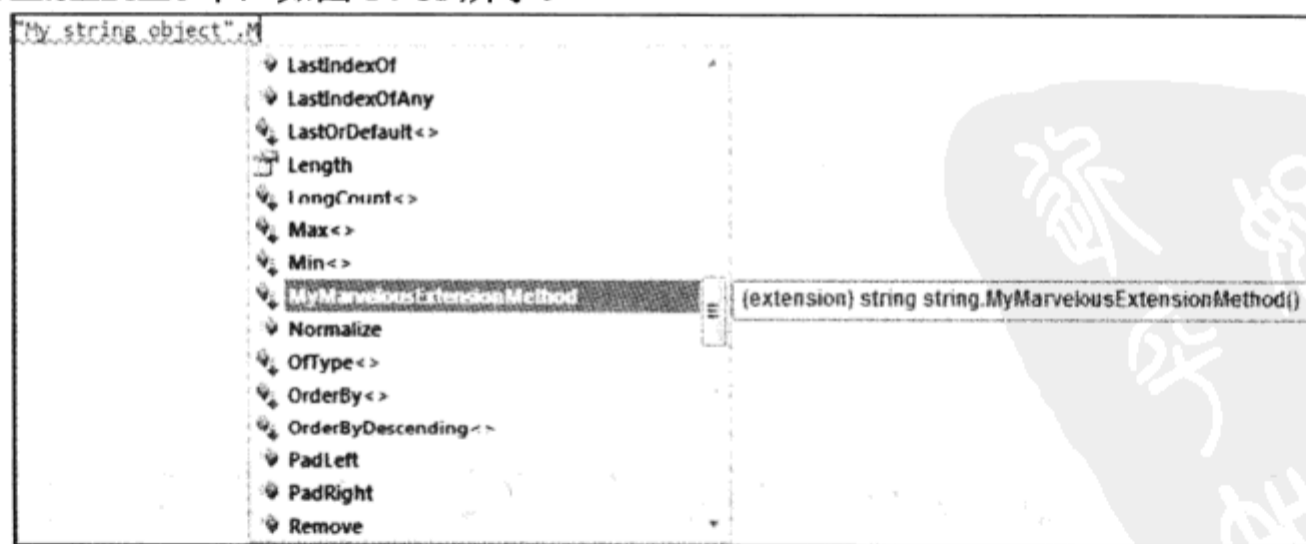 "My string object".M
LastIndexOf
LastIndexOfAny
LastOrDefault<>
Length
LongCount<>
Max<>
Min<>
MyMarvelousExtensionMethod
(extension) string string.MyMarvelousExtensionMethod()
Normalize
OfType<>
OrderBy<>
OrderByDescending<>
PadLeft
PadRight
Remove